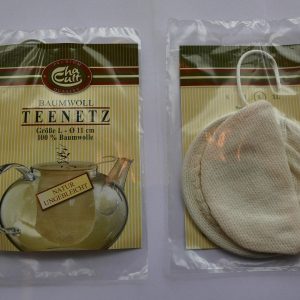 Cha
Cult
BAUMWOLL
TEENETZ
Größe L - Ø 11 cm
100 % Baumwolle
NATUR
UNGEBLEICHT